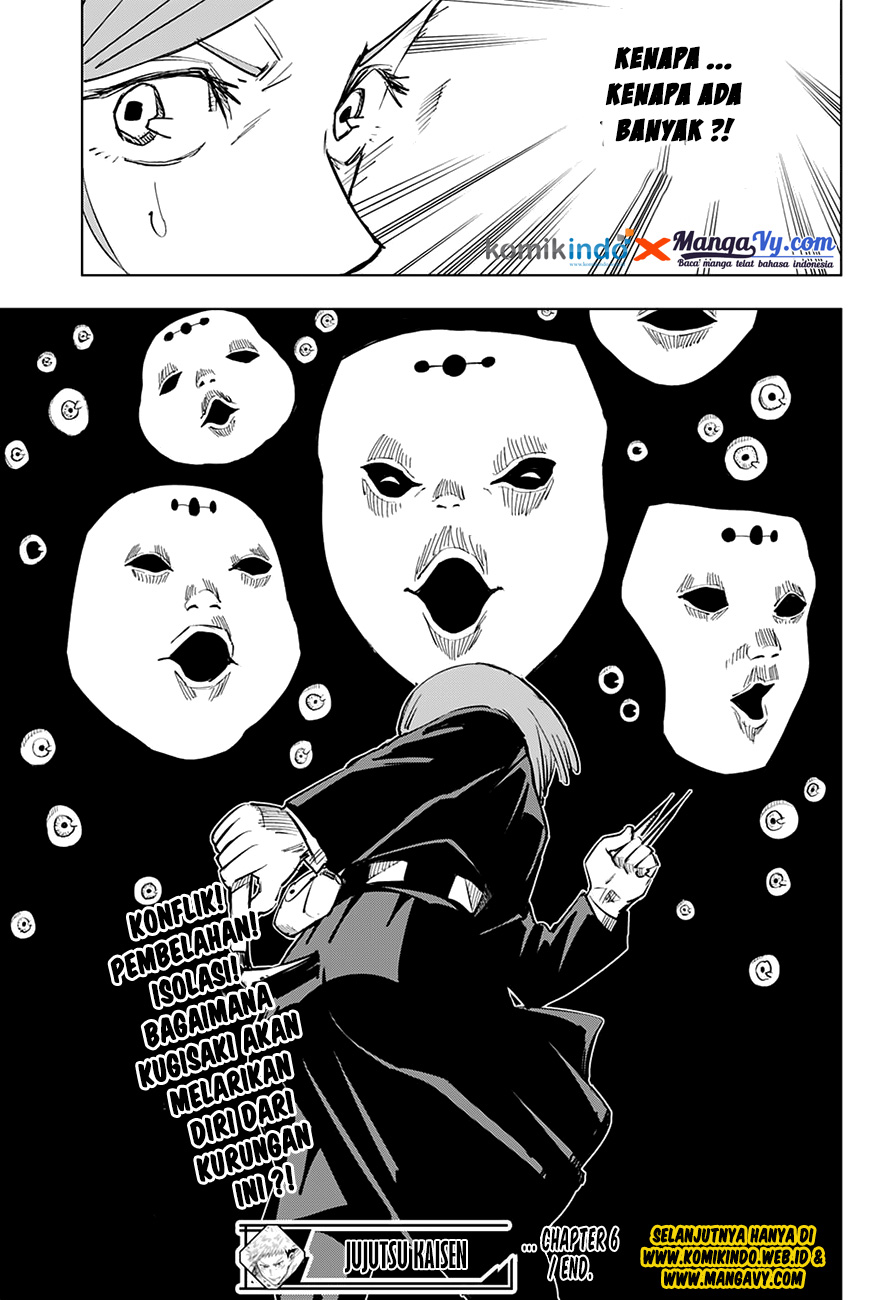 KENAPA ...
KENAPA ADA
BANYAK ?!
komikindo X MangaVy.com
Baca manga telat bahasa indonesia
KONFLIK!
PEMBELAHAN!
ISOLASI!
BAGAIMANA
KUGISAKI AKAN
MELARIKAN
DIRI DARI
KURUNGAN
INI ?!
JUJUTSU KAISEN
... CHAPTER 6
/ END.
SELANJUTNYA HANYA DI
WWW.KOMIKINDO.WEB.ID &
WWW.MANGAVY.COM